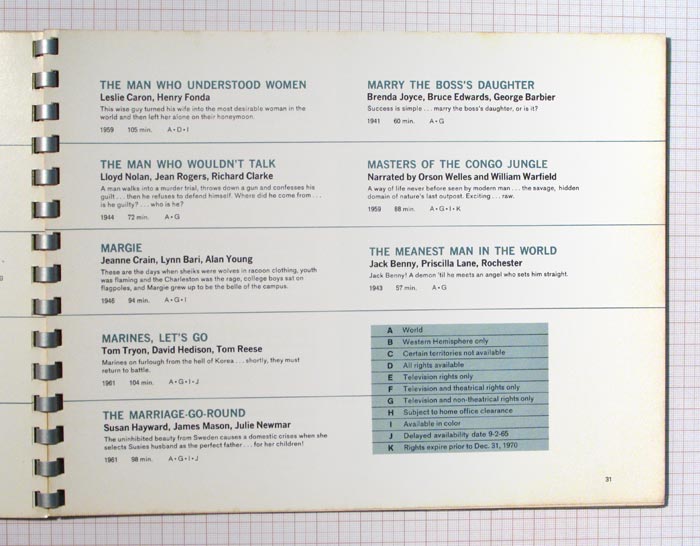 THE MAN WHO UNDERSTOOD WOMEN
Leslie Caron, Henry Fonda
This wise guy turned his wife into the most desirable woman in the
world and then left her alone on their honeymoon.
1959 105 min. A•D•I
THE MAN WHO WOULDN'T TALK
Lloyd Nolan, Jean Rogers, Richard Clarke
A man walks into a murder trial, throws down a gun and confesses his
guilt . . . then he refuses to defend himself. Where did he come from . . .
is he guilty? . . . who is he?
1944 72 min. A•G
MARGIE
Jeanne Crain, Lynn Bari, Alan Young
These are the days when sheiks were wolves in racoon clothing, youth
was flaming and the Charleston was the rage, college boys sat on
flagpoles, and Margie grew up to be the belle of the campus.
1946 94 min. A•G•I
MARINES, LET'S GO
Tom Tryon, David Hedison, Tom Reese
Marines on furlough from the hell of Korea . . . shortly, they must
return to battle.
1961 104 min. A•G•I•J
THE MARRIAGE-GO-ROUND
Susan Hayward, James Mason, Julie Newmar
The uninhibited beauty from Sweden causes a domestic crises when she
selects Susies husband as the perfect father . . . for her children!
1961 98 min. A•G•I•J
MARRY THE BOSS'S DAUGHTER
Brenda Joyce, Bruce Edwards, George Barbier
Success is simple . . . marry the boss's daughter, or is it?
1941 60 min. A•G
MASTERS OF THE CONGO JUNGLE
Narrated by Orson Welles and William Warfield
A way of life never before seen by modern man . . . the savage, hidden
domain of nature's last outpost. Exciting . . . raw.
1959 88 min. A•G•I•K
THE MEANEST MAN IN THE WORLD
Jack Benny, Priscilla Lane, Rochester
Jack Benny! A demon 'til he meets an angel who sets him straight.
1943 57 min. A•G
A World
B Western Hemisphere only
C Certain territories not available
D All rights available
E Television rights only
F Television and theatrical rights only
G Television and non-theatrical rights only
H Subject to home office clearance
I Available in color
J Delayed availability date 9-2-65
K Rights expire prior to Dec. 31, 1970
31